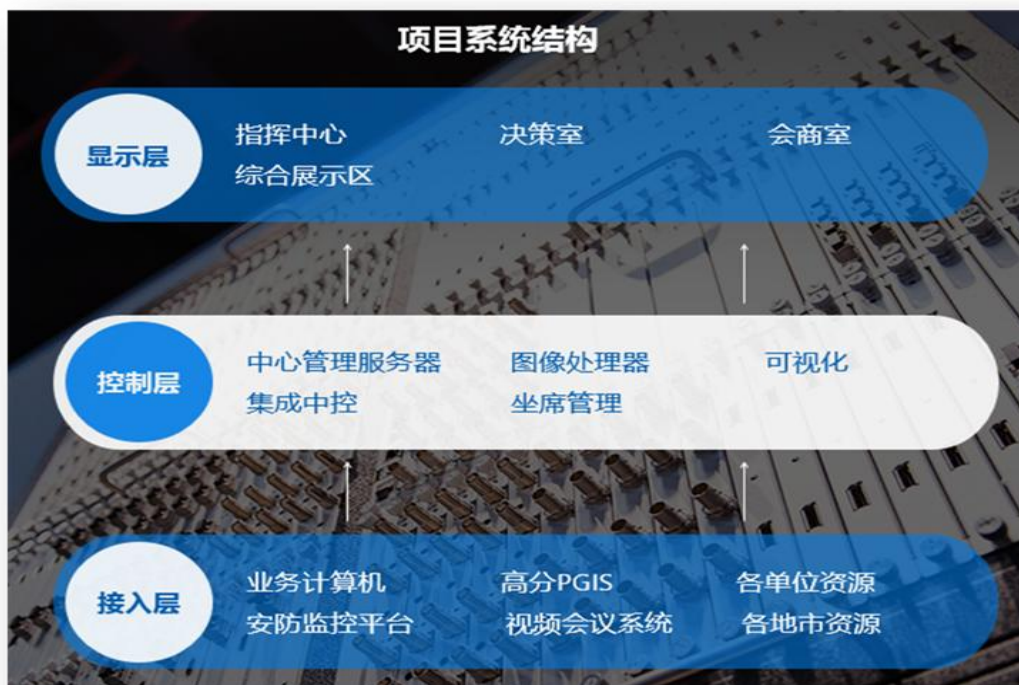 项目系统结构
显示层
指挥中心 决策室 会商室
综合展示区
控制层
中心管理服务器 图像处理器 可视化
集成中控 坐席管理
接入层
业务计算机 高分PGIS 各单位资源
安防监控平台 视频会议系统 各地市资源